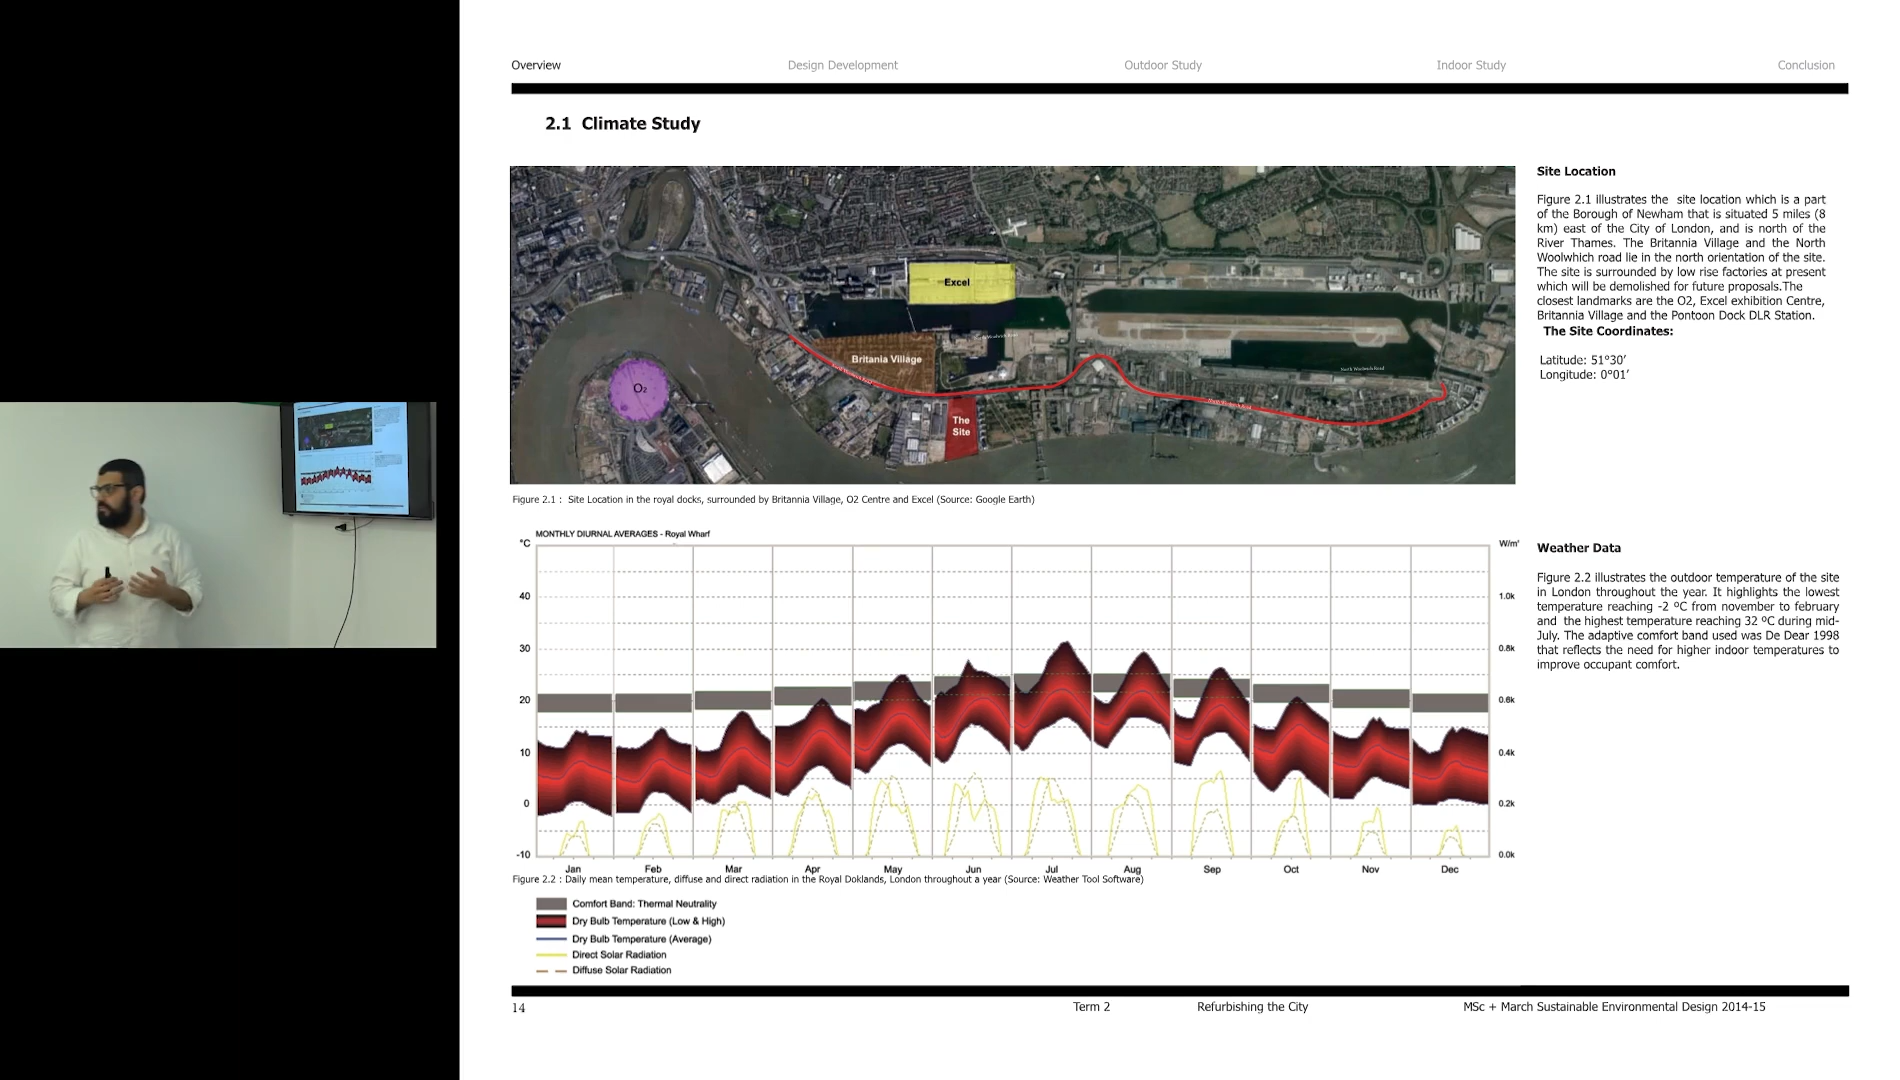 Overview Design Development Outdoor Study Indoor Study Conclusion
2.1 Climate Study
Excel
Britania Village
O₂
The
Site
North Woolwich Road
North Woolwich Road
North Woolwich Road
Figure 2.1 : Site Location in the royal docks, surrounded by Britannia Village, O2 Centre and Excel (Source: Google Earth)
Site Location
Figure 2.1 illustrates the site location which is a part
of the Borough of Newham that is situated 5 miles (8
km) east of the City of London, and is north of the
River Thames. The Britannia Village and the North
Woolwhich road lie in the north orientation of the site.
The site is surrounded by low rise factories at present
which will be demolished for future proposals.The
closest landmarks are the O2, Excel exhibition Centre,
Britannia Village and the Pontoon Dock DLR Station.
The Site Coordinates:
Latitude: 51°30’
Longitude: 0°01’
MONTHLY DIURNAL AVERAGES - Royal Wharf
°C W/m²
40 1.0k
30 0.8k
20 0.6k
10 0.4k
0 0.2k
-10 0.0k
Jan Feb Mar Apr May Jun Jul Aug Sep Oct Nov Dec
Figure 2.2 : Daily mean temperature, diffuse and direct radiation in the Royal Doklands, London throughout a year (Source: Weather Tool Software)
Comfort Band: Thermal Neutrality
Dry Bulb Temperature (Low & High)
Dry Bulb Temperature (Average)
Direct Solar Radiation
Diffuse Solar Radiation
Weather Data
Figure 2.2 illustrates the outdoor temperature of the site
in London throughout the year. It highlights the lowest
temperature reaching -2 ºC from november to february
and the highest temperature reaching 32 ºC during mid-
July. The adaptive comfort band used was De Dear 1998
that reflects the need for higher indoor temperatures to
improve occupant comfort.
14 Term 2 Refurbishing the City MSc + March Sustainable Environmental Design 2014-15